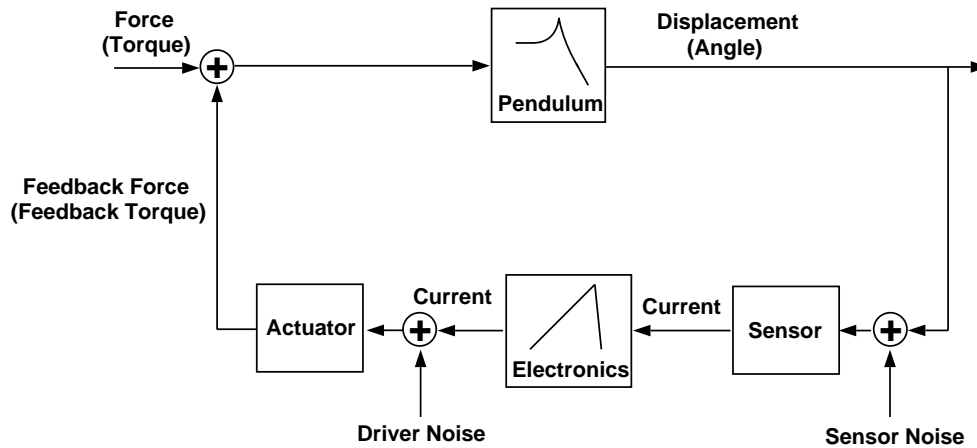 Force
(Torque)
Displacement
(Angle)
Pendulum
Feedback Force
(Feedback Torque)
Actuator
Current
Electronics
Current
Sensor
Driver Noise
Sensor Noise